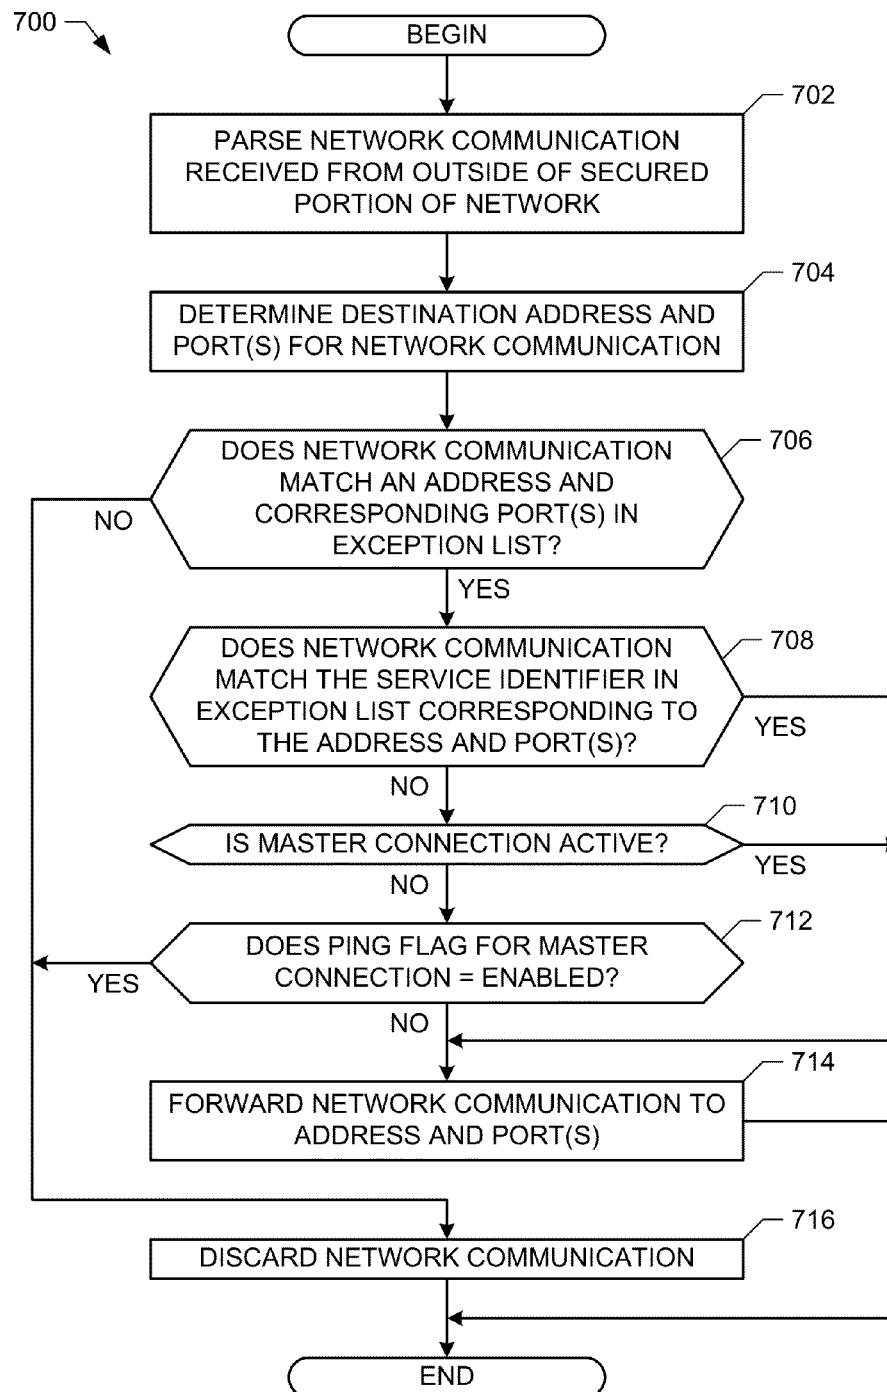 700
BEGIN
702
PARSE NETWORK COMMUNICATION
RECEIVED FROM OUTSIDE OF SECURED
PORTION OF NETWORK
704
DETERMINE DESTINATION ADDRESS AND
PORT(S) FOR NETWORK COMMUNICATION
706
DOES NETWORK COMMUNICATION
MATCH AN ADDRESS AND
CORRESPONDING PORT(S) IN
EXCEPTION LIST?
NO
YES
708
DOES NETWORK COMMUNICATION
MATCH THE SERVICE IDENTIFIER IN
EXCEPTION LIST CORRESPONDING TO
THE ADDRESS AND PORT(S)?
YES
NO
710
IS MASTER CONNECTION ACTIVE?
YES
NO
712
DOES PING FLAG FOR MASTER
CONNECTION = ENABLED?
YES
NO
714
FORWARD NETWORK COMMUNICATION TO
ADDRESS AND PORT(S)
716
DISCARD NETWORK COMMUNICATION
END